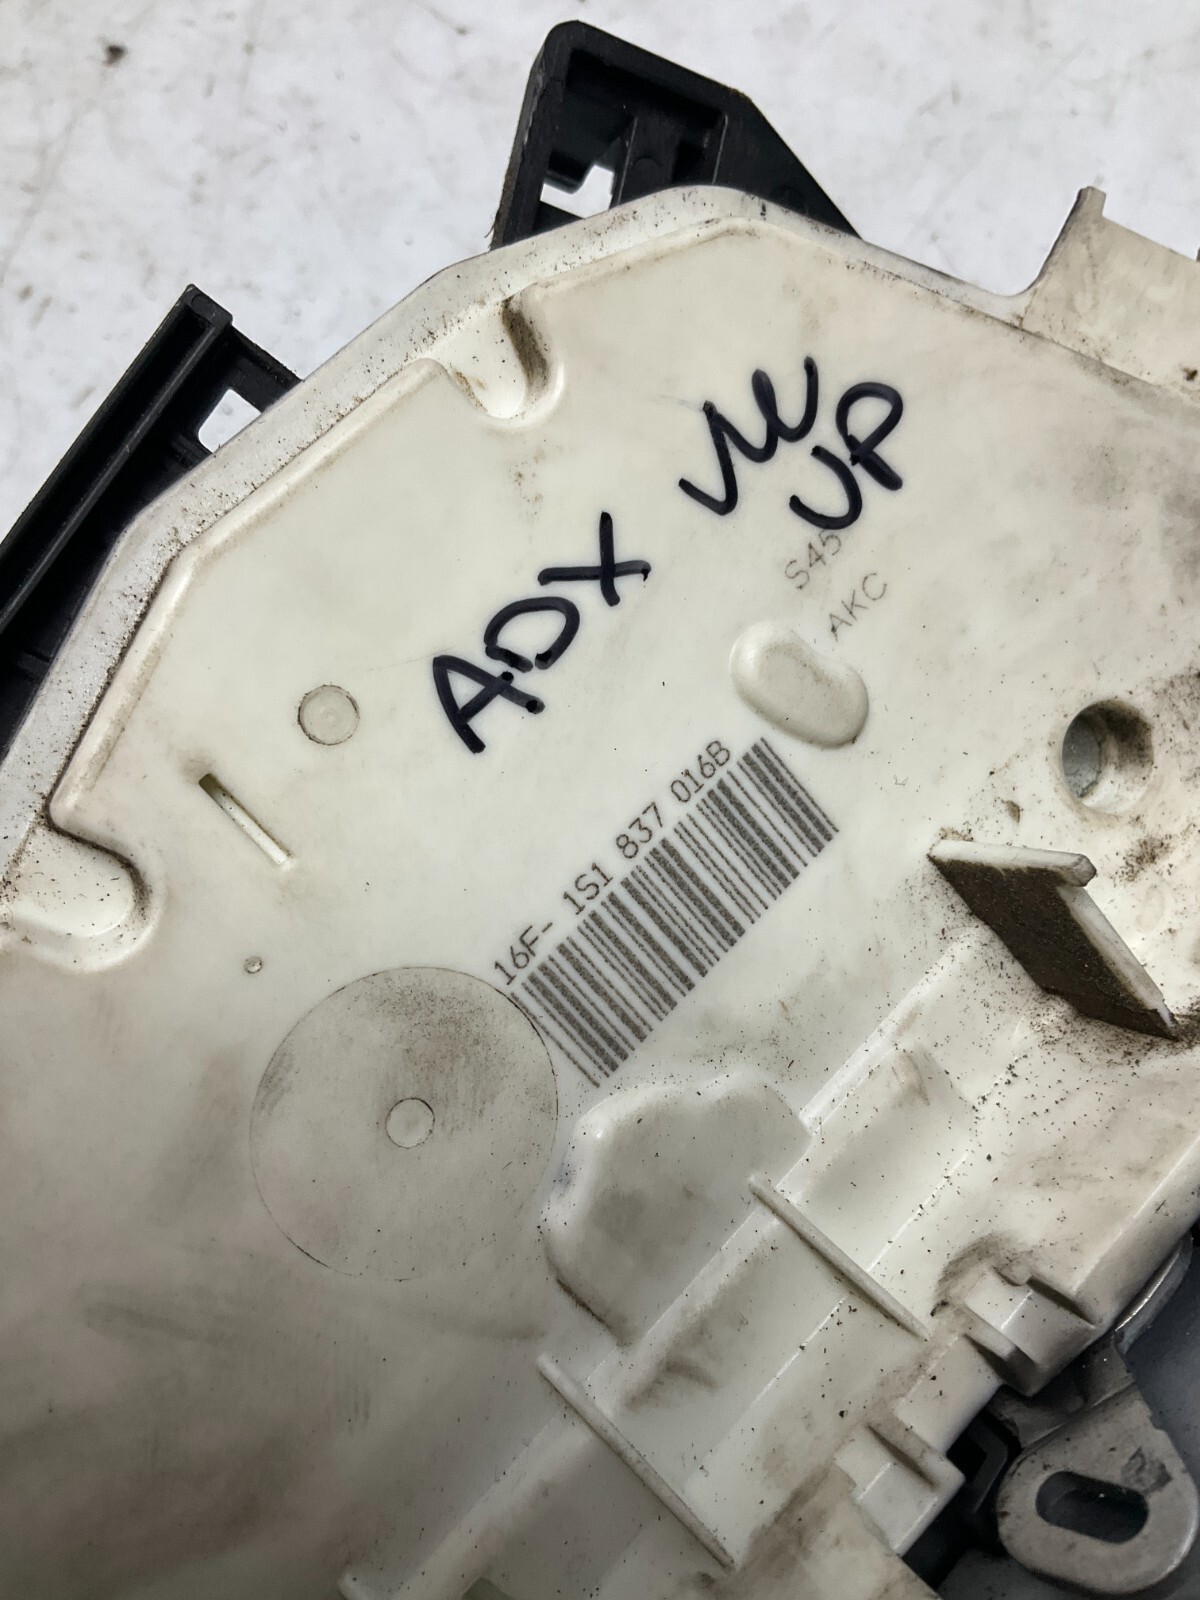 ADX VW
UP
S45
AKC
16F- 1S1 837 016B